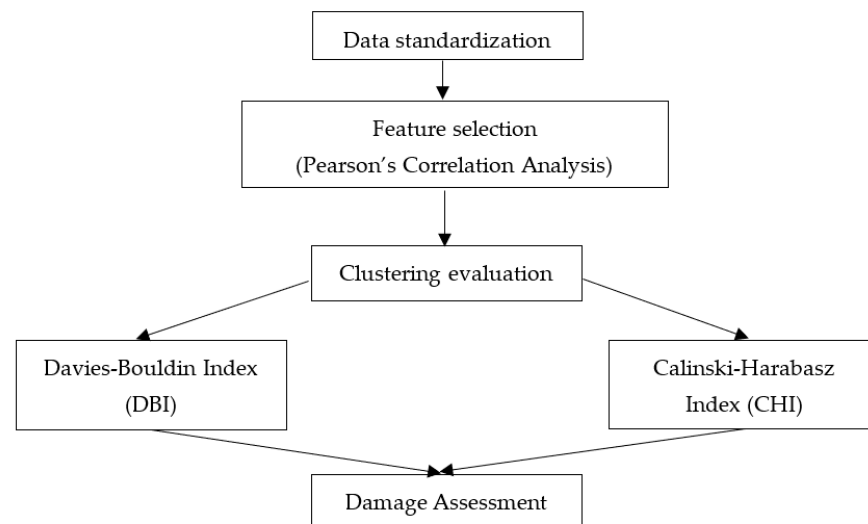 Data standardization
Feature selection
(Pearson's Correlation Analysis)
Clustering evaluation
Davies-Bouldin Index
(DBI)
Calinski-Harabasz
Index (CHI)
Damage Assessment